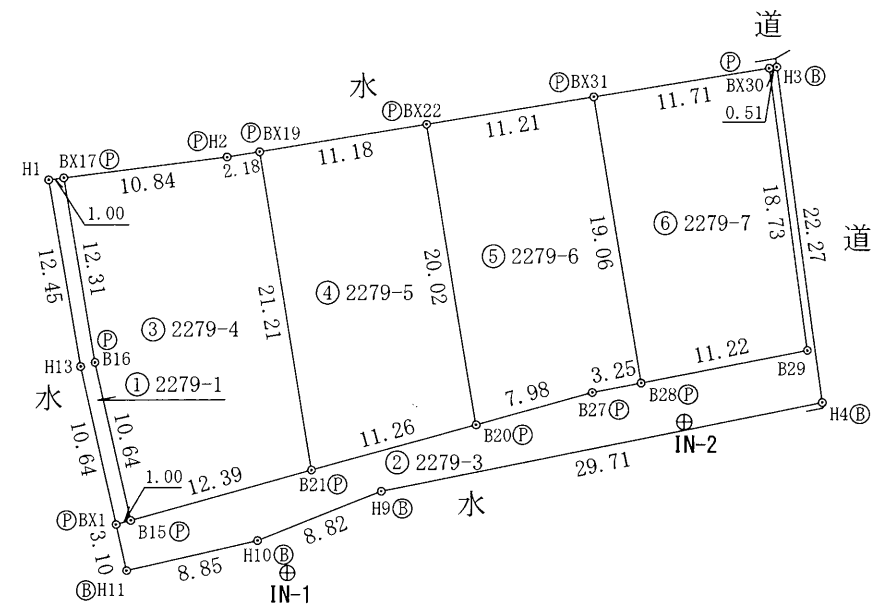 道
水
H1
BX17Ⓟ
ⓅH2
ⓅBX19
ⓅBX22
ⓅBX31
Ⓟ
BX30
H3Ⓑ
0.51
1.00
10.84
2.18
11.18
11.21
11.71
12.45
12.31
21.21
20.02
19.06
18.73
22.27
道
③ 2279-4
④ 2279-5
⑤ 2279-6
⑥ 2279-7
H13
Ⓟ
B16
水
① 2279-1
10.64
10.64
1.00
12.39
11.26
7.98
3.25
11.22
B29
B28Ⓟ
B27Ⓟ
B20Ⓟ
B21Ⓟ
B15Ⓟ
ⓅBX1
② 2279-3
H4Ⓑ
IN-2
29.71
水
H9Ⓑ
8.82
H10Ⓑ
8.85
3.10
ⒷH11
IN-1